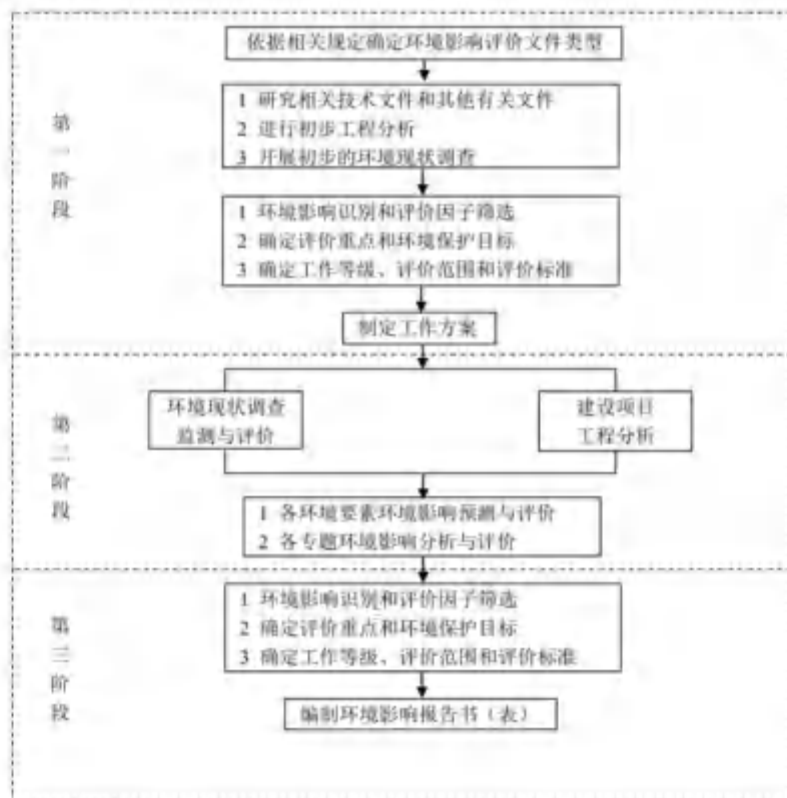 依据相关规定确定环境影响评价文件类型
第一阶段
1 研究相关技术文件和其他有关文件
2 进行初步工程分析
3 开展初步的环境现状调查
1 环境影响识别和评价因子筛选
2 确定评价重点和环境保护目标
3 确定工作等级、评价范围和评价标准
制定工作方案
第二阶段
环境现状调查
监测与评价
建设项目
工程分析
1 各环境要素环境影响预测与评价
2 各专题环境影响分析与评价
第三阶段
1 环境影响识别和评价因子筛选
2 确定评价重点和环境保护目标
3 确定工作等级、评价范围和评价标准
编制环境影响报告书（表）